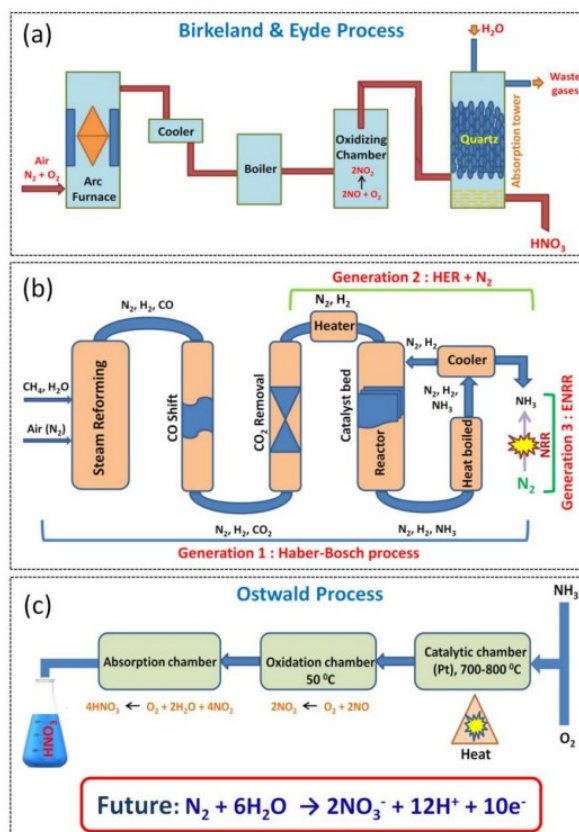 (a)
Birkeland & Eyde Process
H₂O
Waste
gases
Air
N₂ + O₂
Arc
Furnace
Cooler
Boiler
Oxidizing
Chamber
2NO₂
↑
2NO + O₂
Quartz
Absorption tower
HNO₃
(b)
Generation 2 : HER + N₂
N₂, H₂, CO
N₂, H₂
Heater
CH₄, H₂O
Air (N₂)
Steam Reforming
CO Shift
CO₂ Removal
Catalyst bed
Reactor
N₂, H₂
Cooler
N₂, H₂,
NH₃
Heat boiled
NH₃
NRR
N₂
Generation 3 : ENRR
N₂, H₂, CO₂
N₂, H₂, NH₃
Generation 1 : Haber-Bosch process
(c)
Ostwald Process
NH₃
Absorption chamber
Oxidation chamber
50 ⁰C
Catalytic chamber
(Pt), 700-800 ⁰C
4HNO₃ ← O₂ + 2H₂O + 4NO₂
2NO₂ ← O₂ + 2NO
HNO₃
Heat
O₂
Future: N₂ + 6H₂O → 2NO₃⁻ + 12H⁺ + 10e⁻